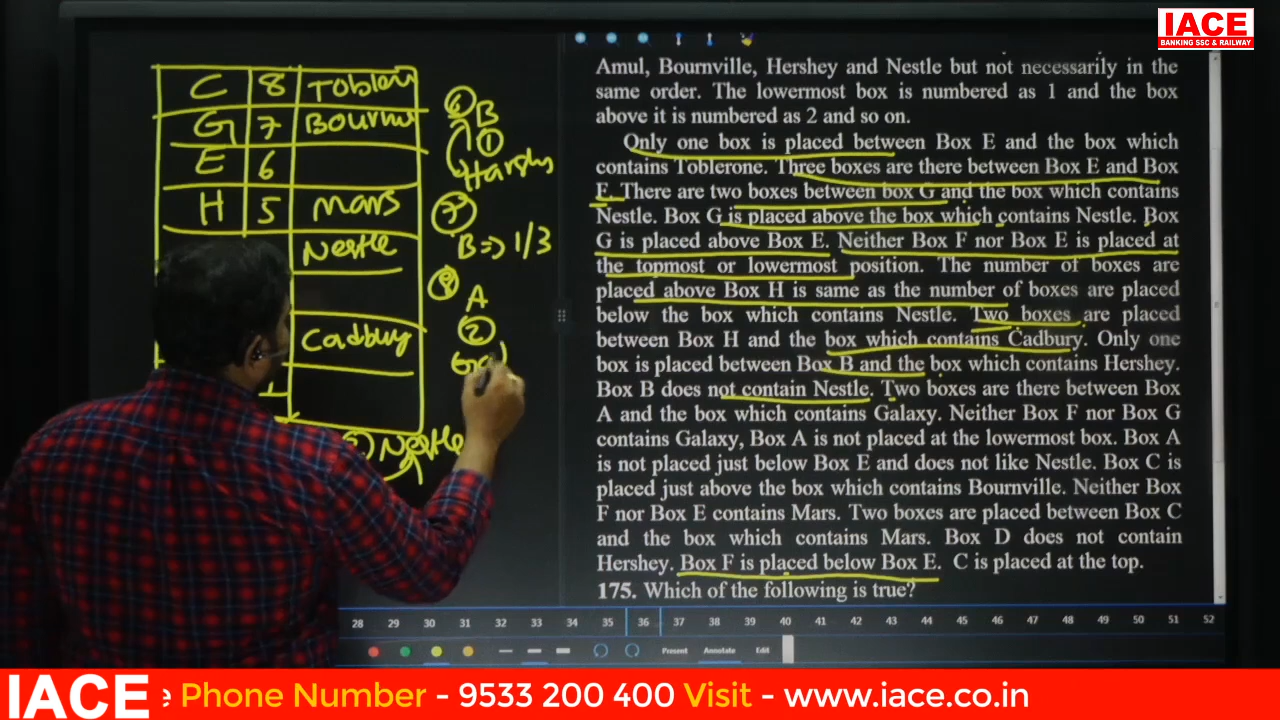 IACE
BANKING SSC & RAILWAY
Amul, Bournville, Hershey and Nestle but not necessarily in the
same order. The lowermost box is numbered as 1 and the box
above it is numbered as 2 and so on.
Only one box is placed between Box E and the box which
contains Toblerone. Three boxes are there between Box E and Box
E. There are two boxes between box G and the box which contains
Nestle. Box G is placed above the box which contains Nestle. Box
G is placed above Box E. Neither Box F nor Box E is placed at
the topmost or lowermost position. The number of boxes are
placed above Box H is same as the number of boxes are placed
below the box which contains Nestle. Two boxes are placed
between Box H and the box which contains Cadbury. Only one
box is placed between Box B and the box which contains Hershey.
Box B does not contain Nestle. Two boxes are there between Box
A and the box which contains Galaxy. Neither Box F nor Box G
contains Galaxy, Box A is not placed at the lowermost box. Box A
is not placed just below Box E and does not like Nestle. Box C is
placed just above the box which contains Bournville. Neither Box
F nor Box E contains Mars. Two boxes are placed between Box C
and the box which contains Mars. Box D does not contain
Hershey. Box F is placed below Box E. C is placed at the top.
175. Which of the following is true?
C 8
G 7
E 6
H 5 Mars
Nestle
Cadbury
1
5 Nestle
6 B
1
7
B => 1/3
8 A
2
28 29 30 31 32 33 34 35 36 37 38 39 40 41 42 43 44 45 46 47 48 49 50 51 52
Present Annotate Edit
IACE
e Phone Number - 9533 200 400 Visit - www.iace.co.in